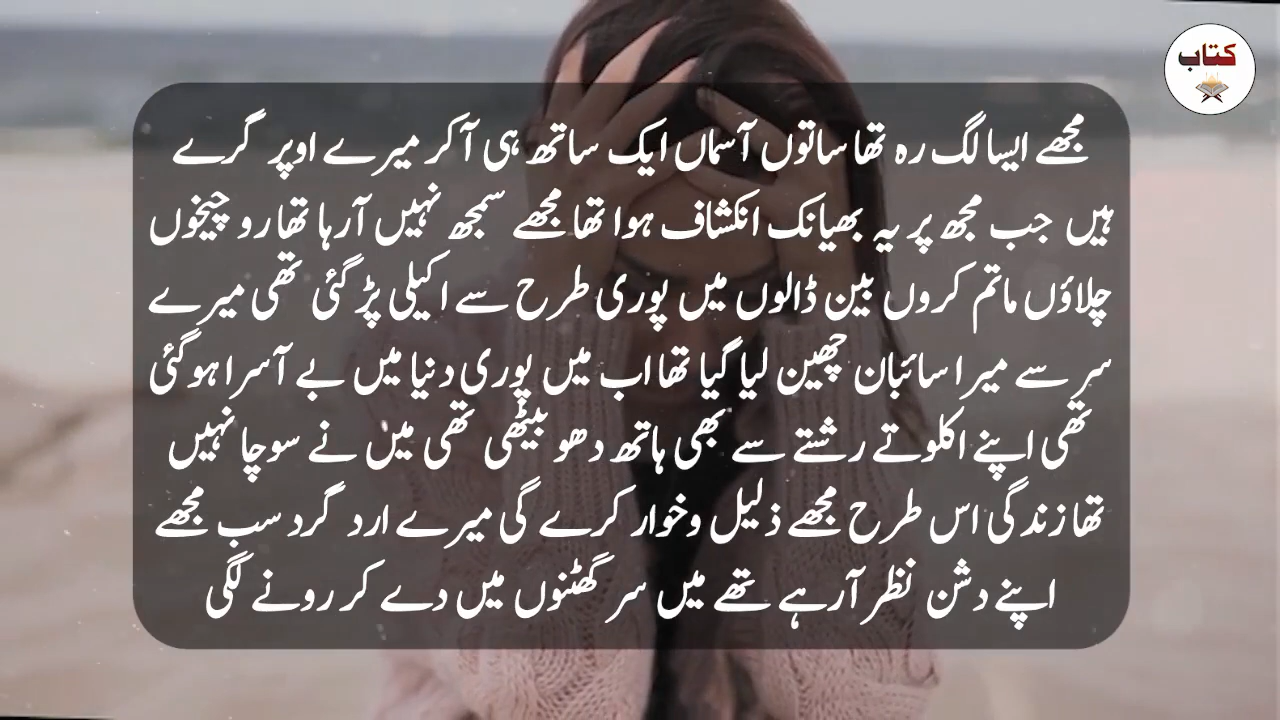 کتاب
مجھے ایسا لگ رہ تھا ساتوں آسماں ایک ساتھ ہی آ کر میرے اوپر گرے
ہیں جب مجھ پر یہ بھیانک انکشاف ہوا تھا مجھے سمجھ نہیں آرہا تھا رو چیخوں
چلاؤں ماتم کروں بین ڈالوں میں پوری طرح سے اکیلی پڑ گئی تھی میرے
سر سے میرا سائبان چھین لیا گیا تھا اب میں پوری دنیا میں بے آسرا ہو گئی
تھی اپنے اکلوتے رشتے سے بھی ہاتھ دھو بیٹھی تھی میں نے سوچا نہیں
تھا زندگی اس طرح مجھے ذلیل و خوار کرے گی میرے ارد گرد سب مجھے
اپنے دشن نظر آرہے تھے میں سر گھٹنوں میں دے کر رونے لگی